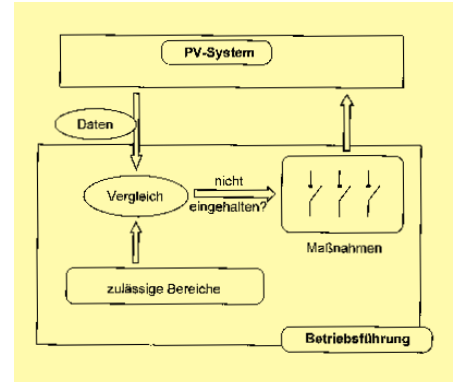 PV-System
Daten
Vergleich
nicht
eingehalten?
Maßnahmen
zulässige Bereiche
Betriebsführung